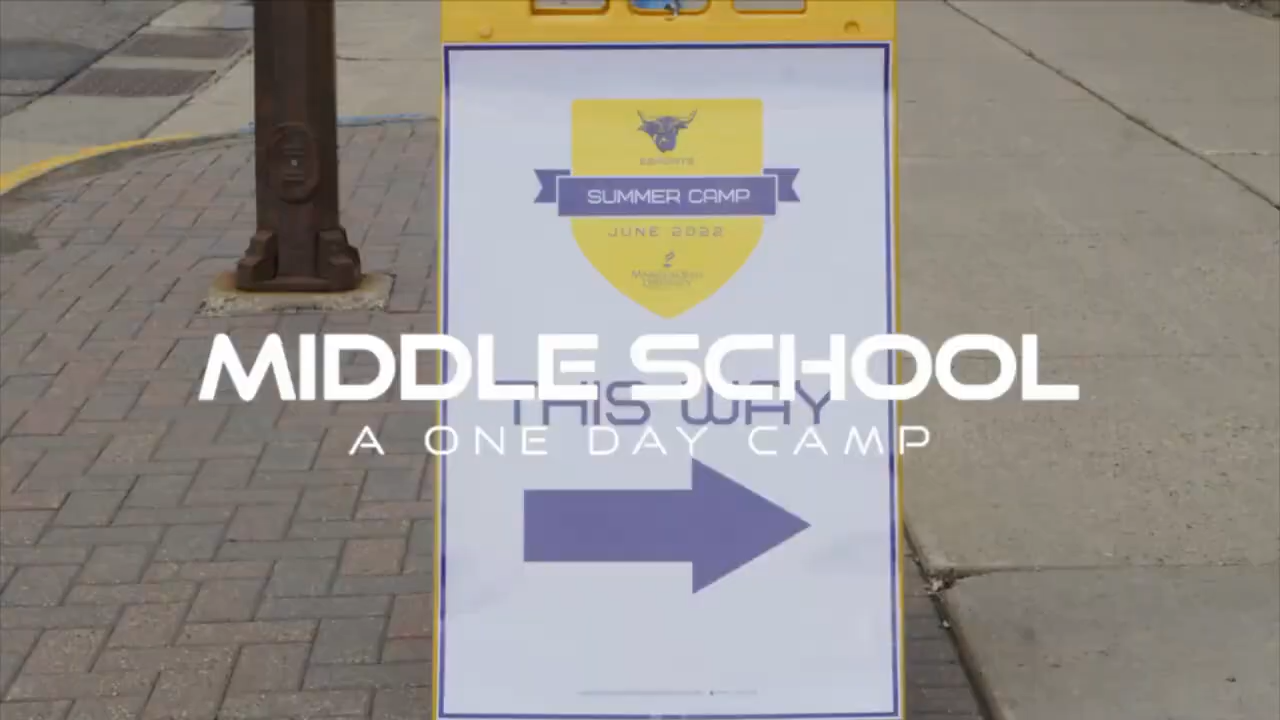 ESPORTS
SUMMER CAMP
JUNE 2022
MIDDLE SCHOOL
THIS WAY
A ONE DAY CAMP